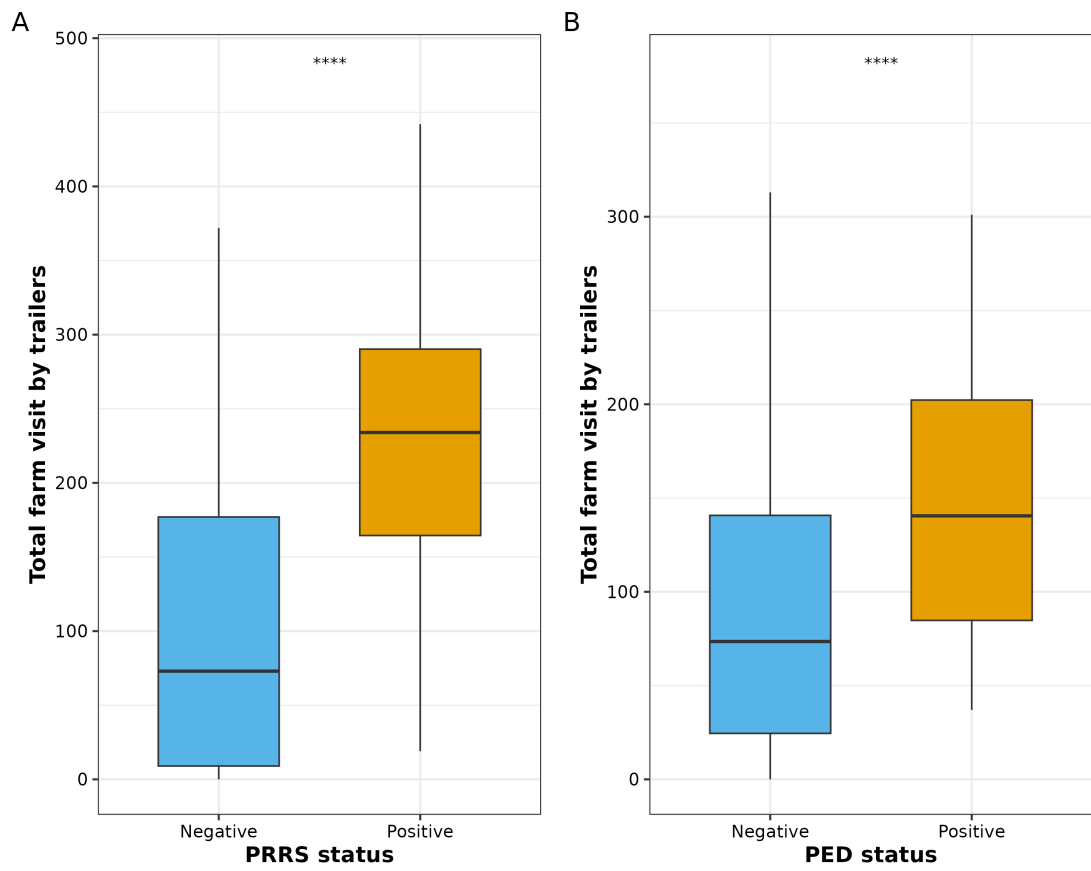 A
Total farm visit by trailers
500
400
300
200
100
0
****
Negative
Positive
PRRS status
B
Total farm visit by trailers
300
200
100
0
****
Negative
Positive
PED status